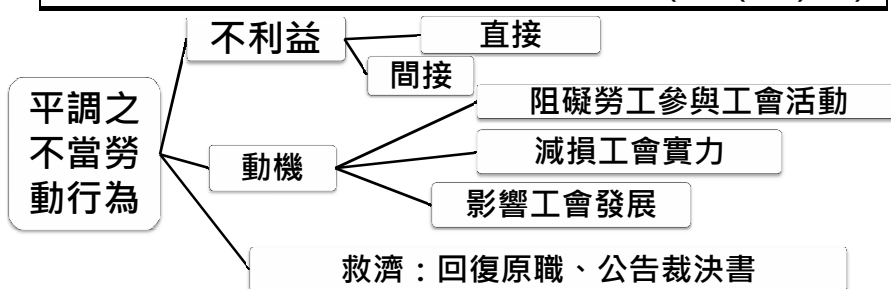 不利益
直接
間接
平調之
不當勞
動行為
動機
阻礙勞工參與工會活動
減損工會實力
影響工會發展
救濟：回復原職、公告裁決書